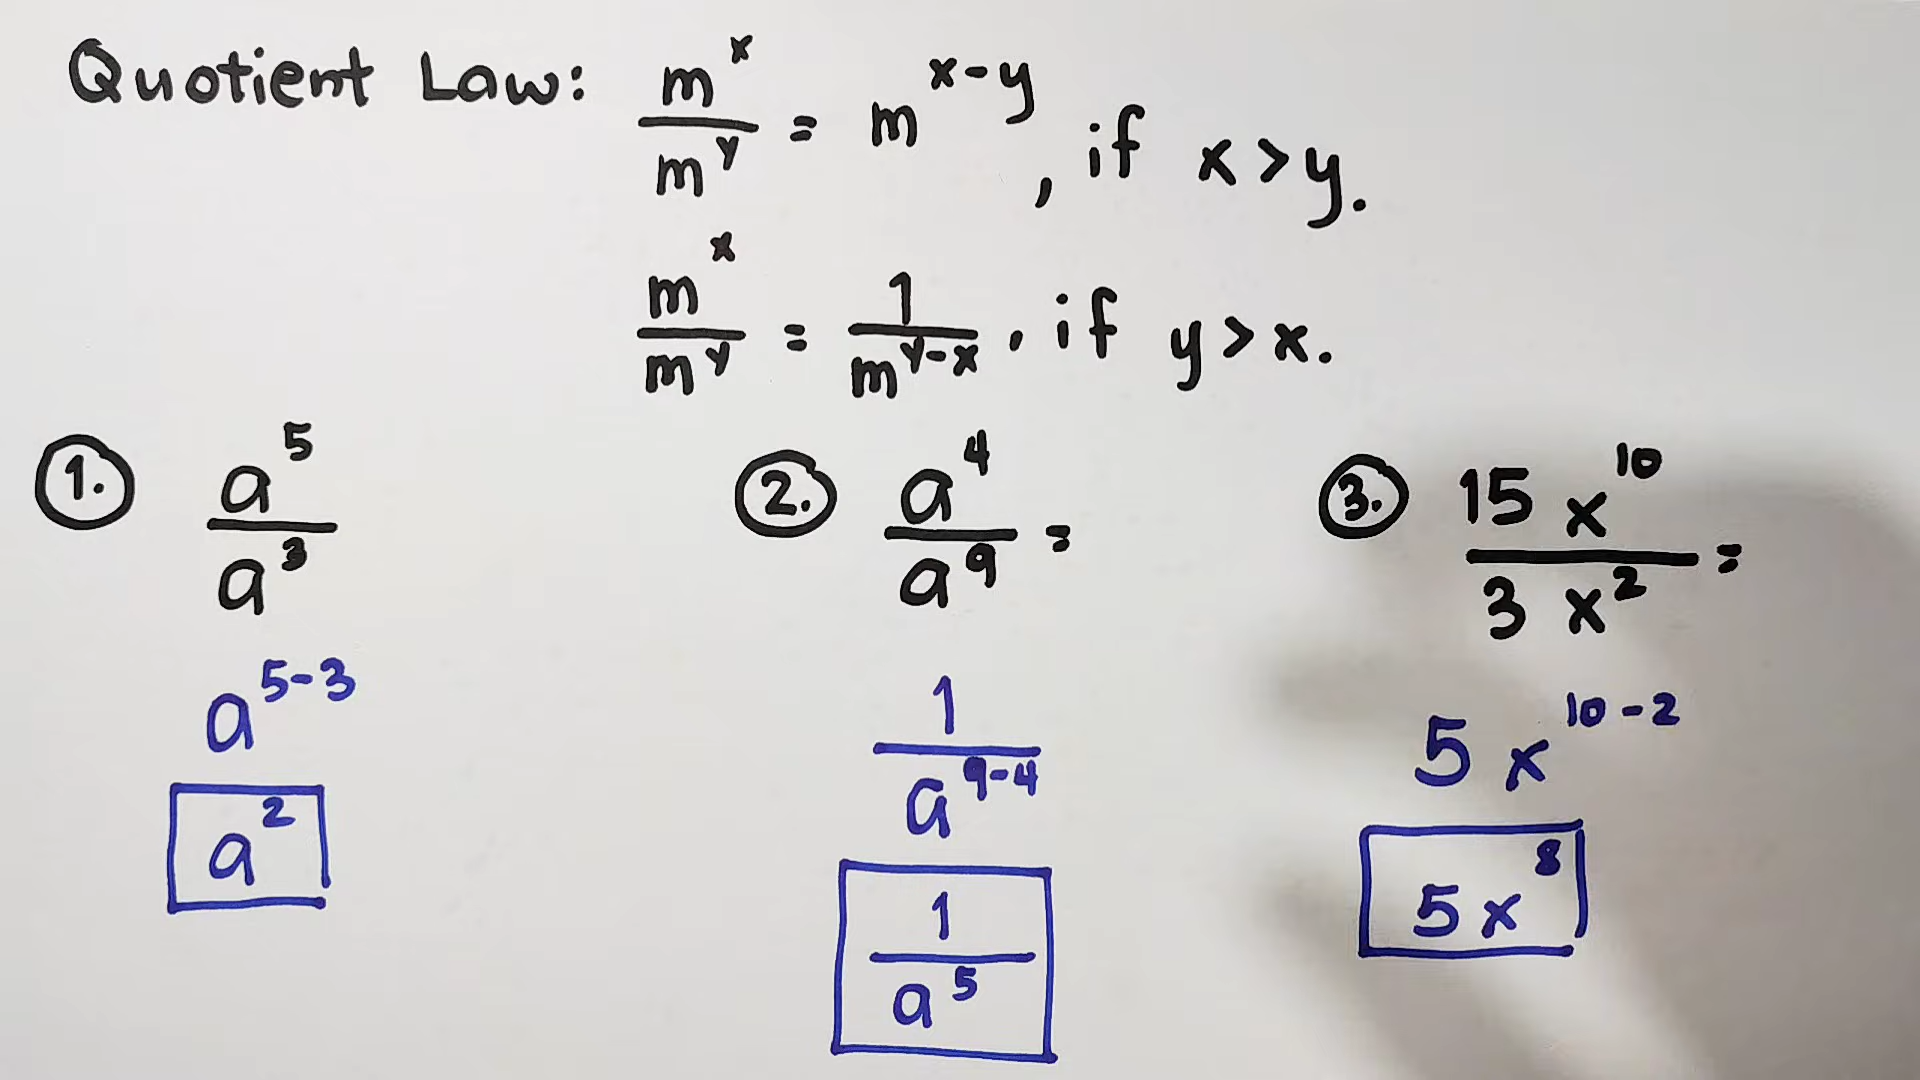 Quotient Law: m^x / m^y = m^(x-y), if x>y.
m^x / m^y = 1 / m^(y-x), if y>x.
1. a^5 / a^3
a^(5-3)
a^2
2. a^4 / a^9 =
1 / a^(9-4)
1 / a^5
3. 15x^10 / 3x^2 =
5x^(10-2)
5x^8